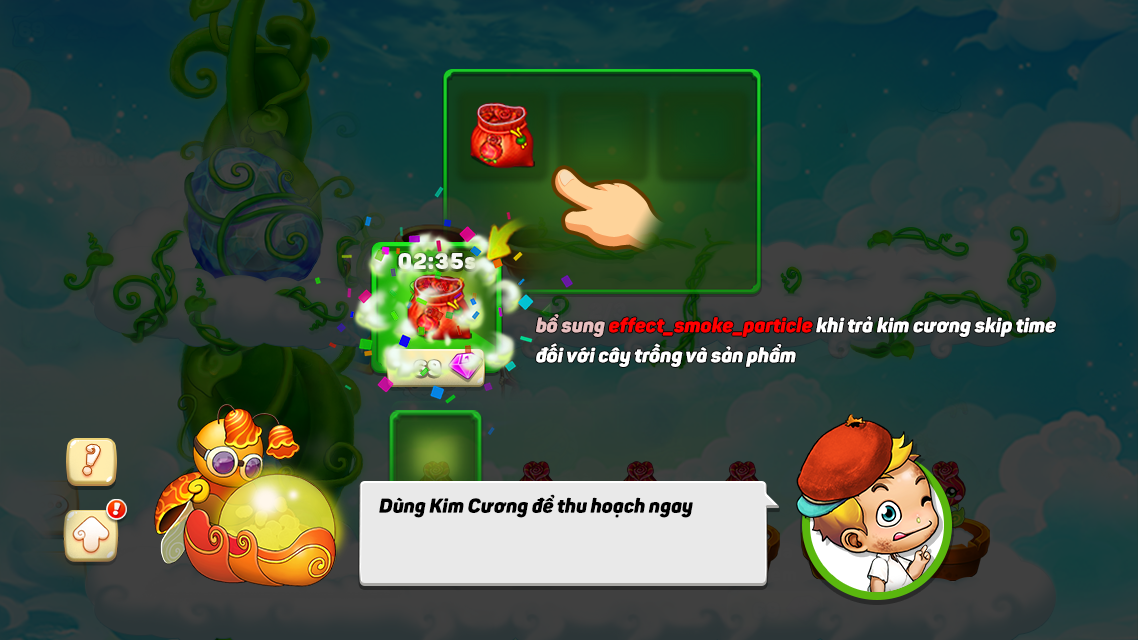 02:35s
bổ sung effect_smoke_particle khi trả kim cương skip time
đối với cây trồng và sản phẩm
Dùng Kim Cương để thu hoạch ngay